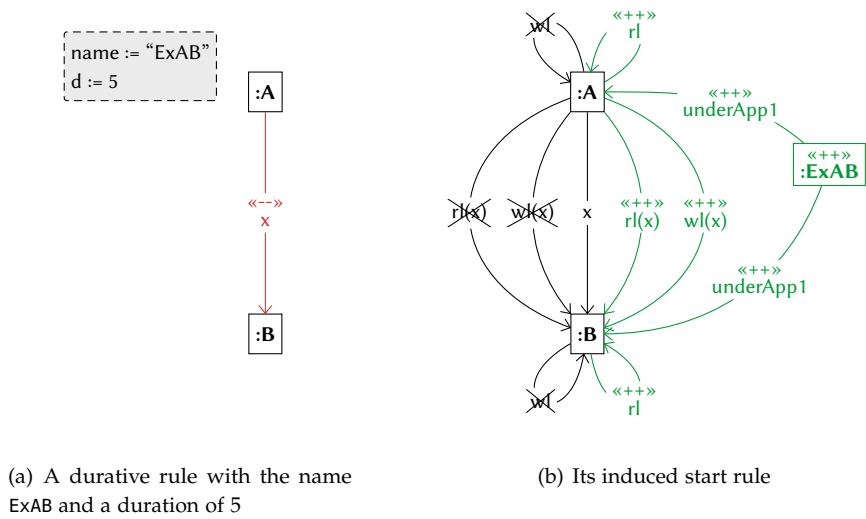 name := “ExAB”
d := 5
:A
«--»
x
:B
wl
«++»
rl
:A
«++»
underApp1
«++»
:ExAB
rl(x)
wl(x)
x
«++»
rl(x)
«++»
wl(x)
«++»
underApp1
:B
wl
«++»
rl
(a) A durative rule with the name
ExAB and a duration of 5
(b) Its induced start rule